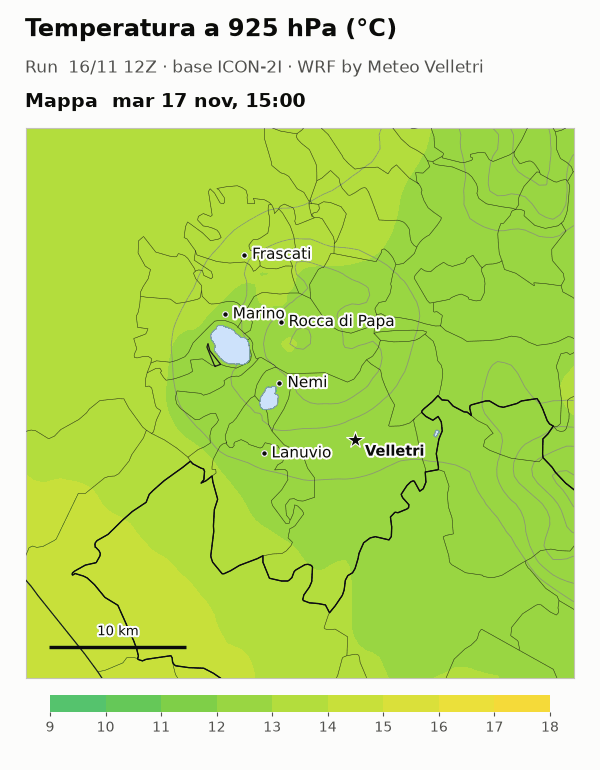 Temperatura a 925 hPa (°C)
Run  16/11 12Z · base ICON-2I · WRF by Meteo Velletri
Mappa  mar 17 nov, 15:00
Frascati
Marino
Rocca di Papa
Nemi
Velletri
Lanuvio
10 km
9 10 11 12 13 14 15 16 17 18